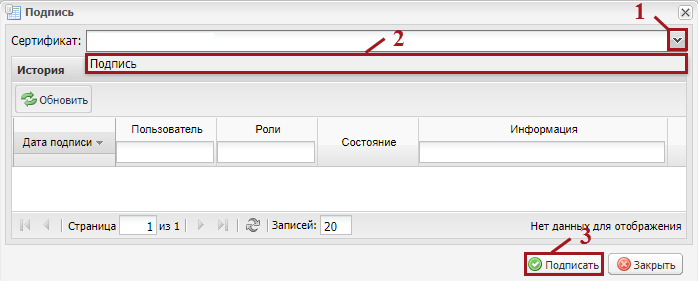 Подпись
1
Сертификат:
2
История
Подпись
Обновить
Дата подписи
Пользователь
Роли
Состояние
Информация
Страница 1 из 1 Записей: 20 Нет данных для отображения
3
Подписать Закрыть